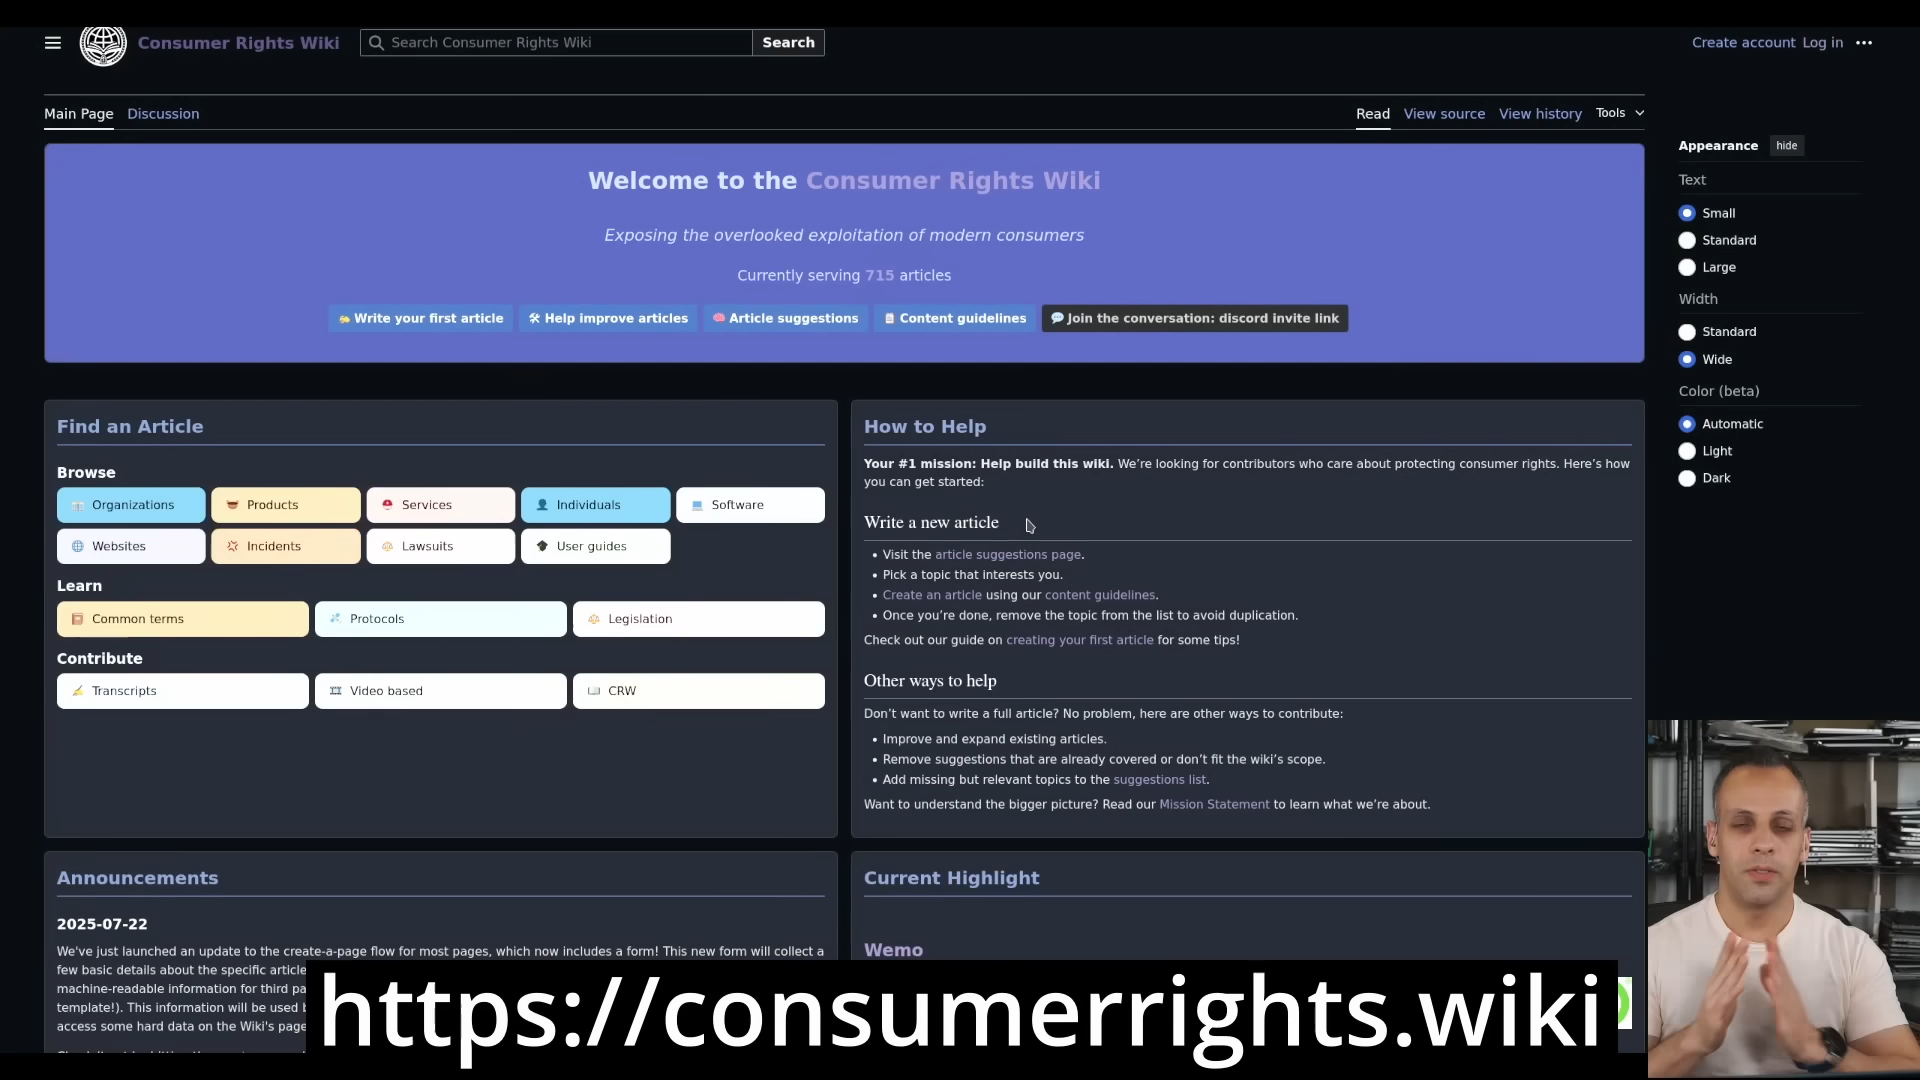 Consumer Rights Wiki
Search Consumer Rights Wiki
Search
Create account Log in
Main Page Discussion
Read View source View history Tools
Welcome to the Consumer Rights Wiki
Exposing the overlooked exploitation of modern consumers
Currently serving 715 articles
Write your first article
Help improve articles
Article suggestions
Content guidelines
Join the conversation: discord invite link
Find an Article
Browse
Organizations Products Services Individuals Software
Websites Incidents Lawsuits User guides
Learn
Common terms Protocols Legislation
Contribute
Transcripts Video based CRW
How to Help
Your #1 mission: Help build this wiki. We’re looking for contributors who care about protecting consumer rights. Here’s how
you can get started:
Write a new article
• Visit the article suggestions page.
• Pick a topic that interests you.
• Create an article using our content guidelines.
• Once you’re done, remove the topic from the list to avoid duplication.
Check out our guide on creating your first article for some tips!
Other ways to help
Don’t want to write a full article? No problem, here are other ways to contribute:
• Improve and expand existing articles.
• Remove suggestions that are already covered or don’t fit the wiki’s scope.
• Add missing but relevant topics to the suggestions list.
Want to understand the bigger picture? Read our Mission Statement to learn what we’re about.
Appearance hide
Text
Small
Standard
Large
Width
Standard
Wide
Color (beta)
Automatic
Light
Dark
Announcements
2025-07-22
We've just launched an update to the create-a-page flow for most pages, which now includes a form! This new form will collect a
few basic details about the specific article
machine-readable information for third pa
template!). This information will be used
access some hard data on the Wiki's page
Current Highlight
Wemo
https://consumerrights.wiki